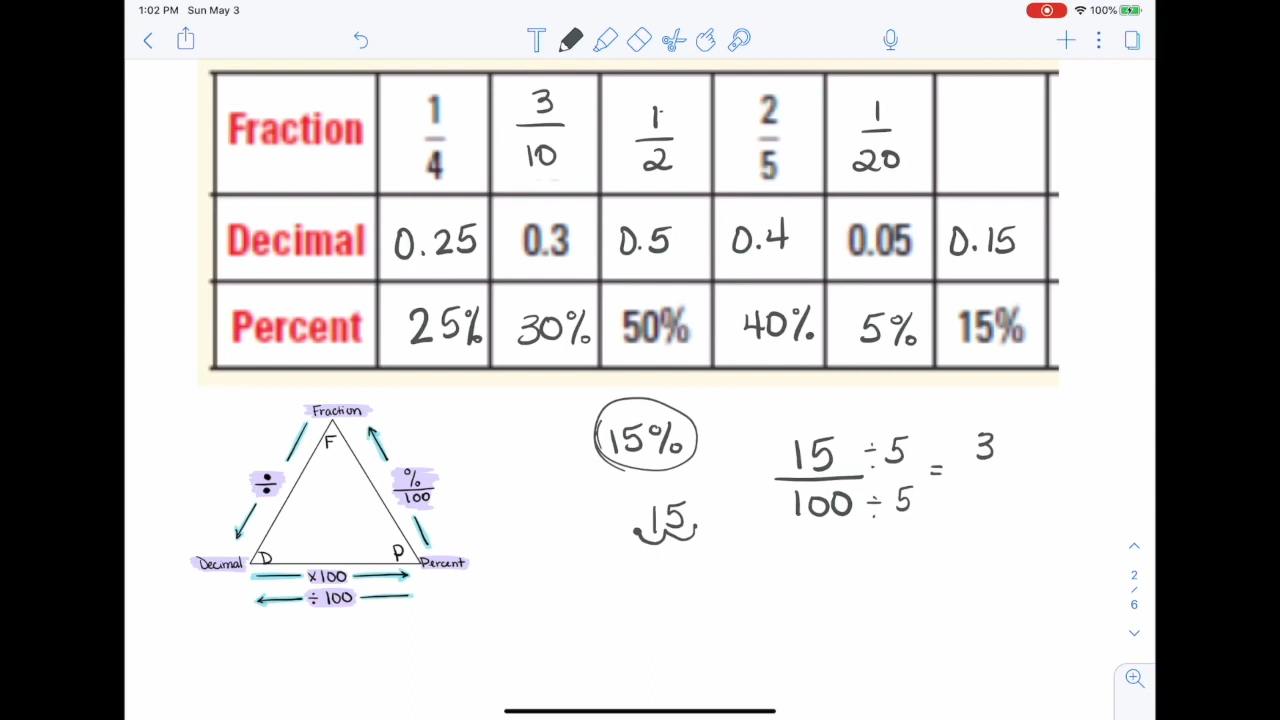 1:02 PM Sun May 3 100%
Fraction 1/4 3/10 1/2 2/5 1/20
Decimal 0.25 0.3 0.5 0.4 0.05 0.15
Percent 25% 30% 50% 40% 5% 15%
Fraction
F
÷ %/100
Decimal D P Percent
x100
÷ 100
15%
15
15 ÷5 = 3
100 ÷ 5
2
/
6